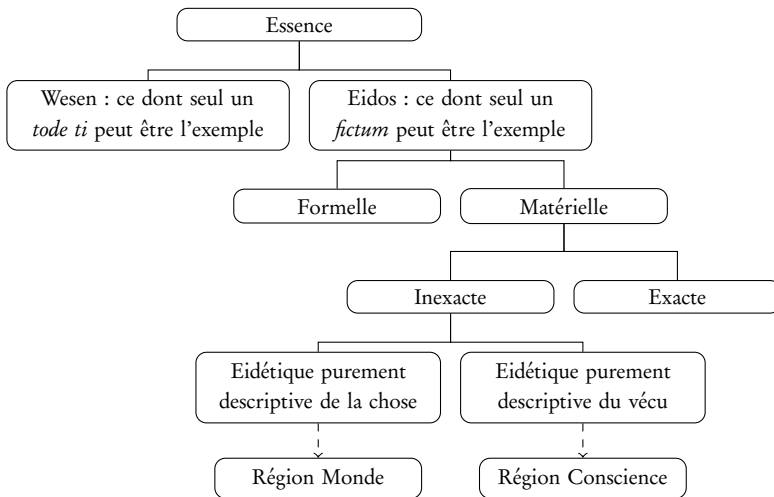 Essence
Wesen : ce dont seul un
tode ti peut être l’exemple
Eidos : ce dont seul un
fictum peut être l’exemple
Formelle
Matérielle
Inexacte
Exacte
Eidétique purement
descriptive de la chose
Eidétique purement
descriptive du vécu
Région Monde
Région Conscience